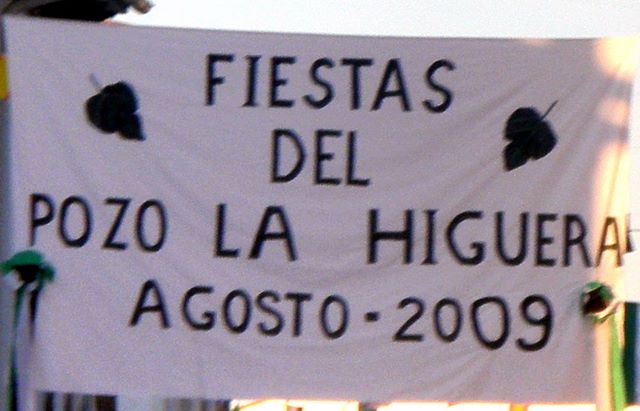 FIESTAS
DEL
POZO LA HIGUERA
AGOSTO-2009